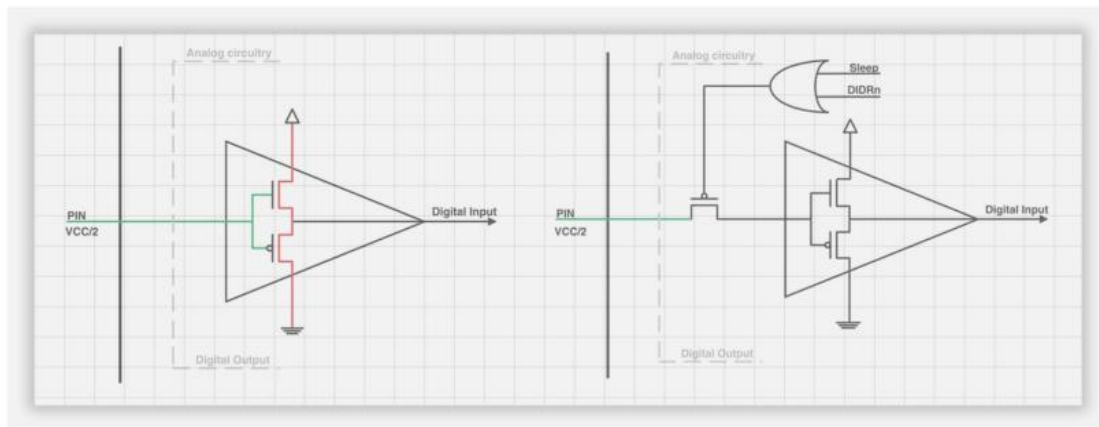 Analog circuitry
PIN
VCC/2
Digital Input
Digital Output
Analog circuitry
Sleep
DIDRn
PIN
VCC/2
Digital Input
Digital Output